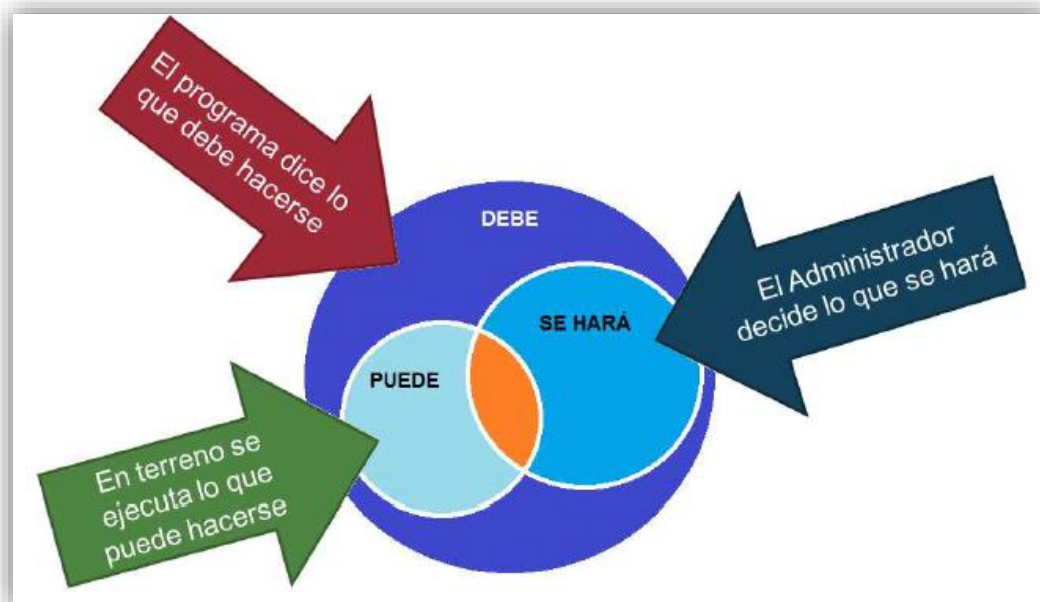 El programa dice lo
que debe hacerse
DEBE
El Administrador
decide lo que se hará
SE HARÁ
PUEDE
En terreno se
ejecuta lo que
puede hacerse